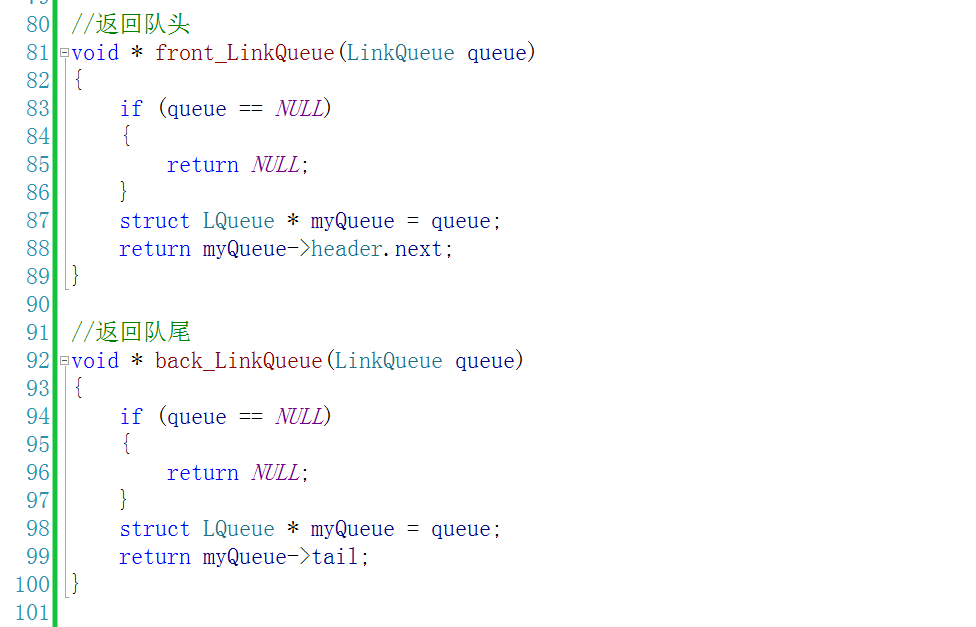 80 //返回队头
81 void * front_LinkQueue(LinkQueue queue)
82 {
83     if (queue == NULL)
84     {
85         return NULL;
86     }
87     struct LQueue * myQueue = queue;
88     return myQueue->header.next;
89 }
90
91 //返回队尾
92 void * back_LinkQueue(LinkQueue queue)
93 {
94     if (queue == NULL)
95     {
96         return NULL;
97     }
98     struct LQueue * myQueue = queue;
99     return myQueue->tail;
100 }
101